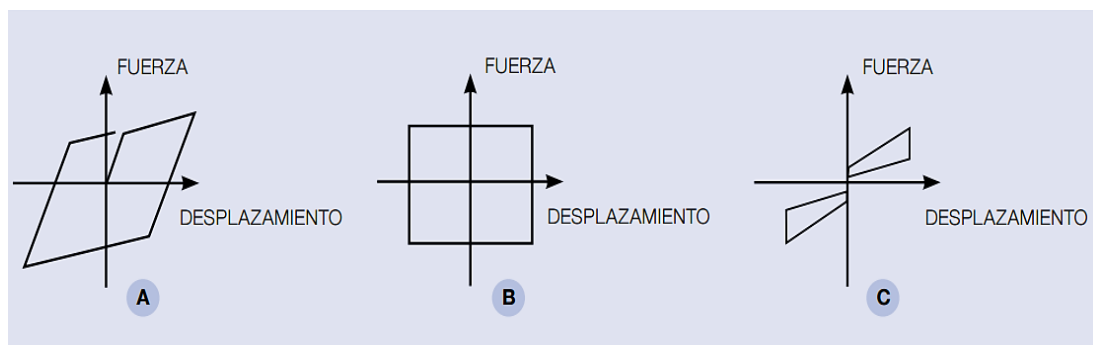 FUERZA
DESPLAZAMIENTO
A
FUERZA
DESPLAZAMIENTO
B
FUERZA
DESPLAZAMIENTO
C